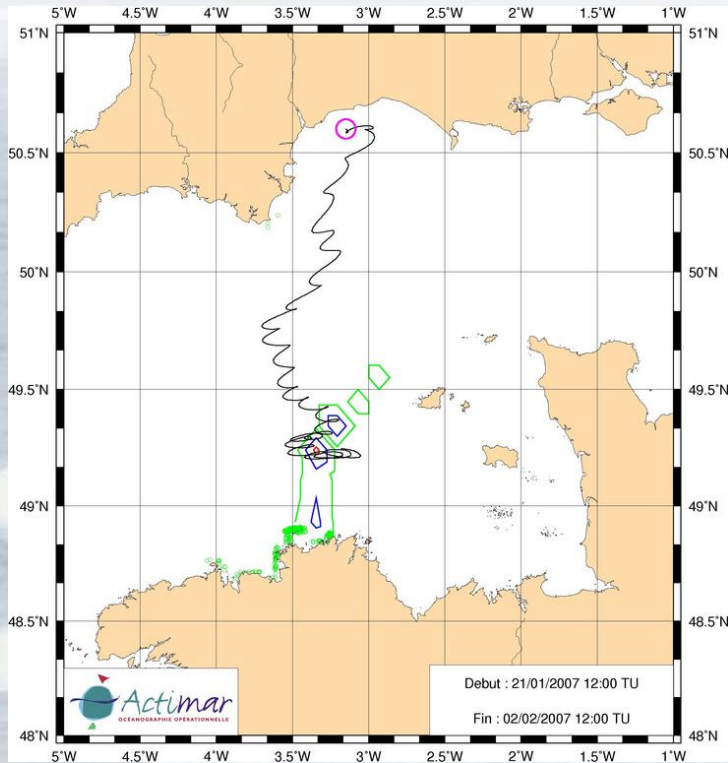 5°W 4.5°W 4°W 3.5°W 3°W 2.5°W 2°W 1.5°W 1°W
51°N 51°N
50.5°N 50.5°N
50°N 50°N
49.5°N 49.5°N
49°N 49°N
48.5°N 48.5°N
Actimar
OCÉANOGRAPHIE OPÉRATIONNELLE
Debut : 21/01/2007 12:00 TU
Fin : 02/02/2007 12:00 TU
48°N 48°N
5°W 4.5°W 4°W 3.5°W 3°W 2.5°W 2°W 1.5°W 1°W